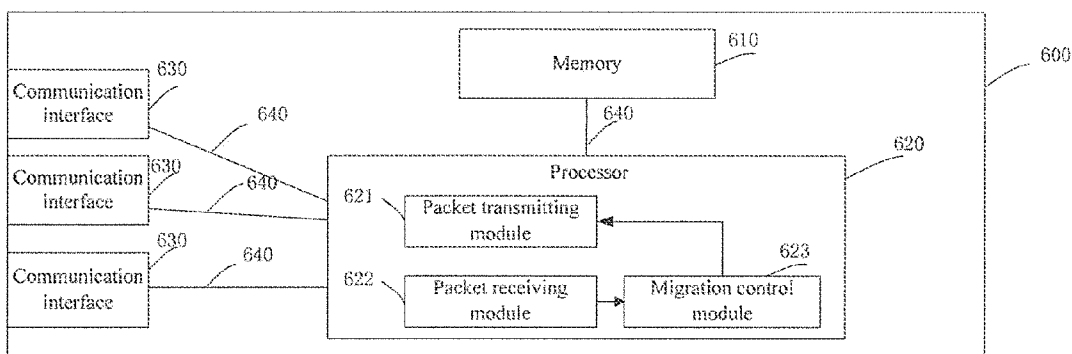 610
Memory
600
630
Communication
interface
640
640
620
Processor
630
Communication
interface
640
621
Packet transmitting
module
630
Communication
interface
640
622
Packet receiving
module
623
Migration control
module